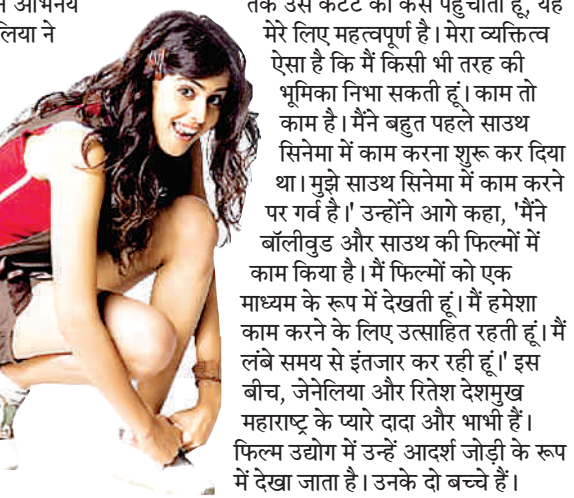 अभिनय
लिया ने
तक उस कंटेंट को कैसे पहुंचाती हूं, यह
मेरे लिए महत्वपूर्ण है। मेरा व्यक्तित्व
ऐसा है कि मैं किसी भी तरह की
भूमिका निभा सकती हूं। काम तो
काम है। मैंने बहुत पहले साउथ
सिनेमा में काम करना शुरू कर दिया
था। मुझे साउथ सिनेमा में काम करने
पर गर्व है।' उन्होंने आगे कहा, 'मैंने
बॉलीवुड और साउथ की फिल्मों में
काम किया है। मैं फिल्मों को एक
माध्यम के रूप में देखती हूं। मैं हमेशा
काम करने के लिए उत्साहित रहती हूं। मैं
लंबे समय से इंतजार कर रही हूं।' इस
बीच, जेनेलिया और रितेश देशमुख
महाराष्ट्र के प्यारे दादा और भाभी हैं।
फिल्म उद्योग में उन्हें आदर्श जोड़ी के रूप
में देखा जाता है। उनके दो बच्चे हैं।